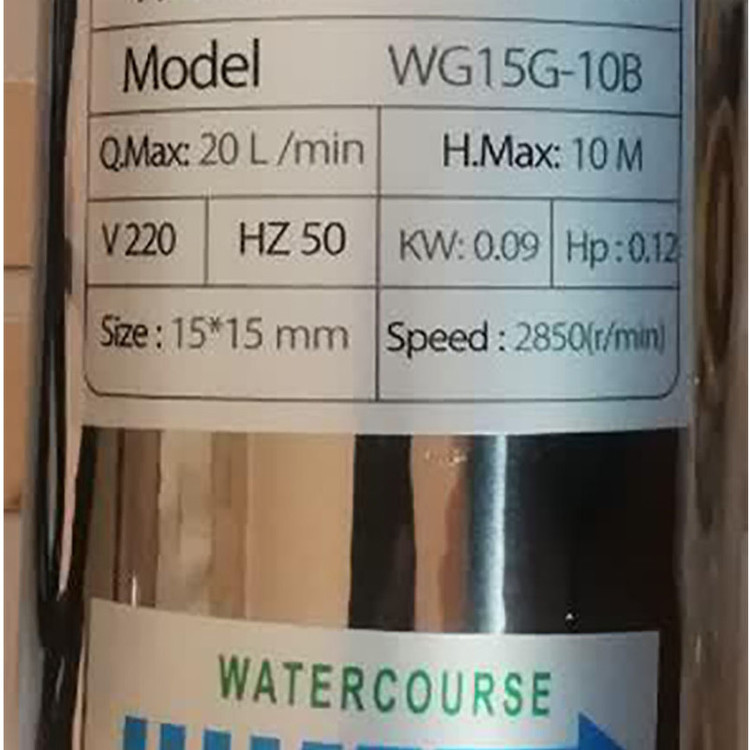 Model WG15G-10B
Q.Max: 20 L /min H.Max: 10 M
V 220 HZ 50 KW: 0.09 Hp : 0.12
Size : 15*15 mm Speed : 2850(r/min)
WATERCOURSE